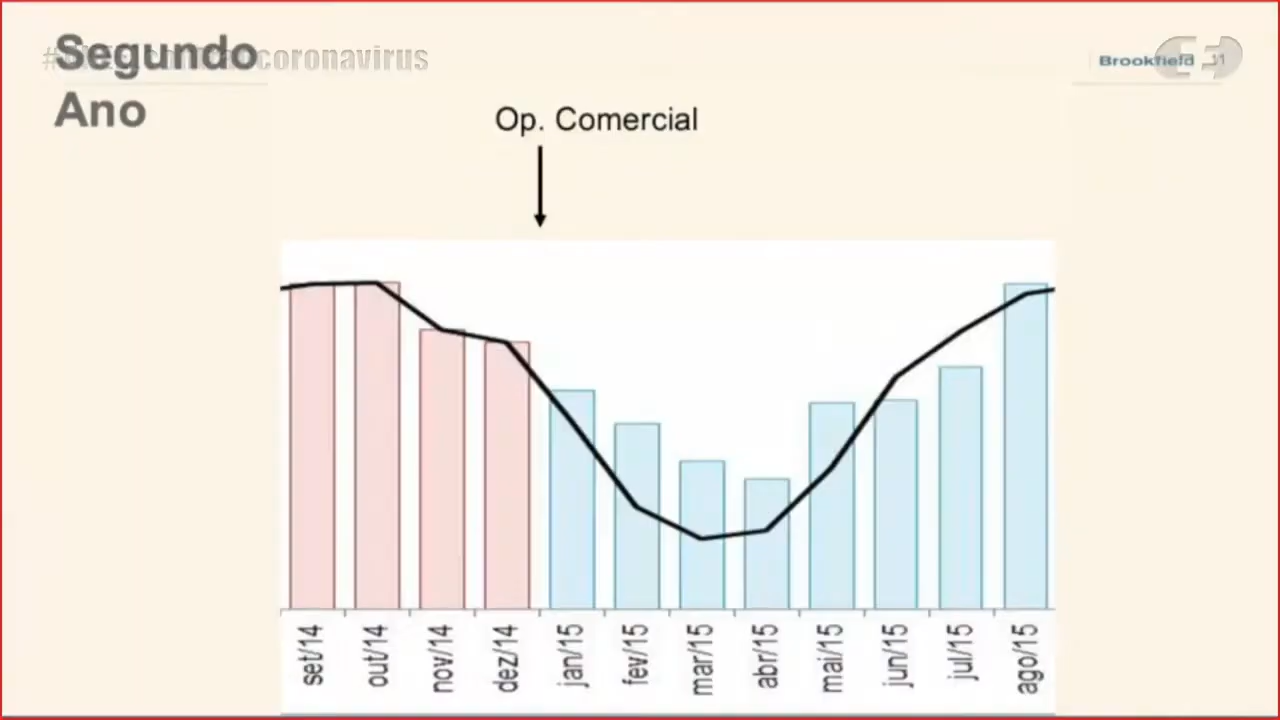 Segundo
Ano
coronavirus
Brookfield
Op. Comercial
set/14
out/14
nov/14
dez/14
jan/15
fev/15
mar/15
abr/15
mai/15
jun/15
jul/15
ago/15